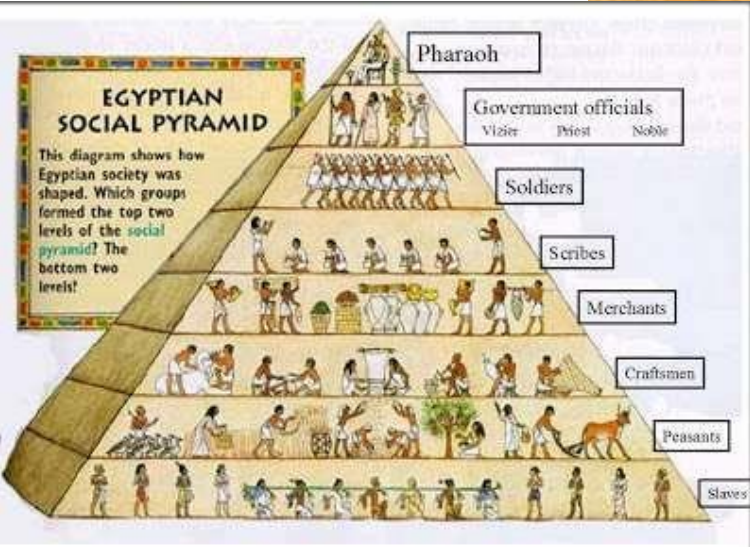 EGYPTIAN
SOCIAL PYRAMID
This diagram shows how
Egyptian society was
shaped. Which groups
formed the top two
levels of the social
pyramid? The
bottom two
levels?
Pharaoh
Government officials
Vizier Priest Noble
Soldiers
Scribes
Merchants
Craftsmen
Peasants
Slaves